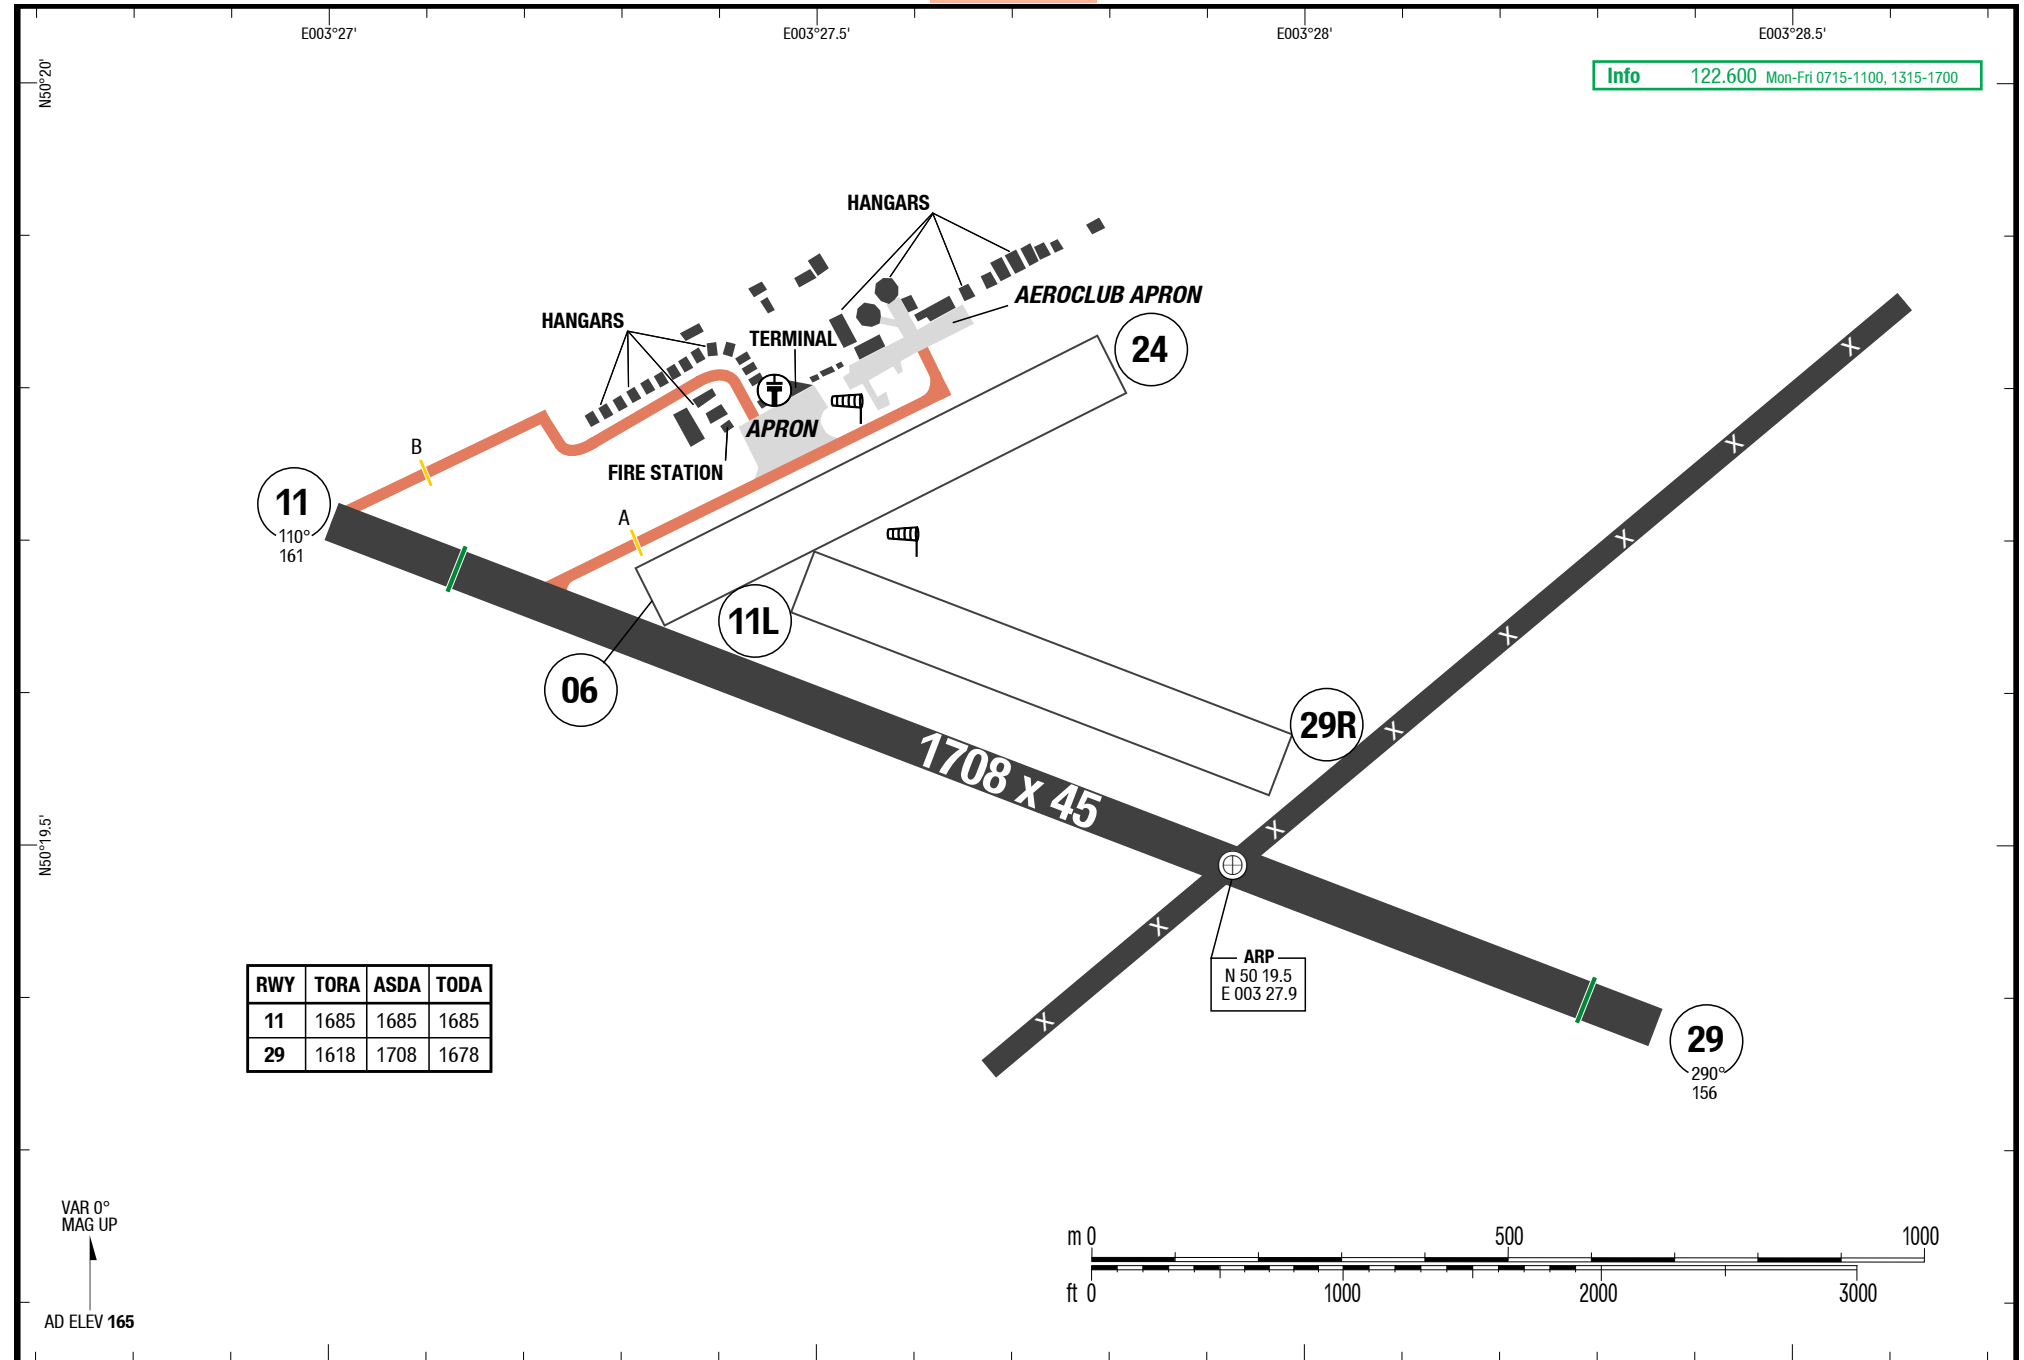 E003°27'
E003°27.5'
E003°28'
E003°28.5'
N50°20'
Info 122.600 Mon-Fri 0715-1100, 1315-1700
HANGARS
AEROCLUB APRON
HANGARS
TERMINAL
24
APRON
B
FIRE STATION
11
110°
161
A
11L
06
29R
1708 x 45
N50°19.5'
X
X
X
X
X
X
X
X
ARP
N 50 19.5
E 003 27.9
RWY TORA ASDA TODA
11 1685 1685 1685
29 1618 1708 1678
29
290°
156
VAR 0°
MAG UP
AD ELEV 165
m 0 500 1000
ft 0 1000 2000 3000